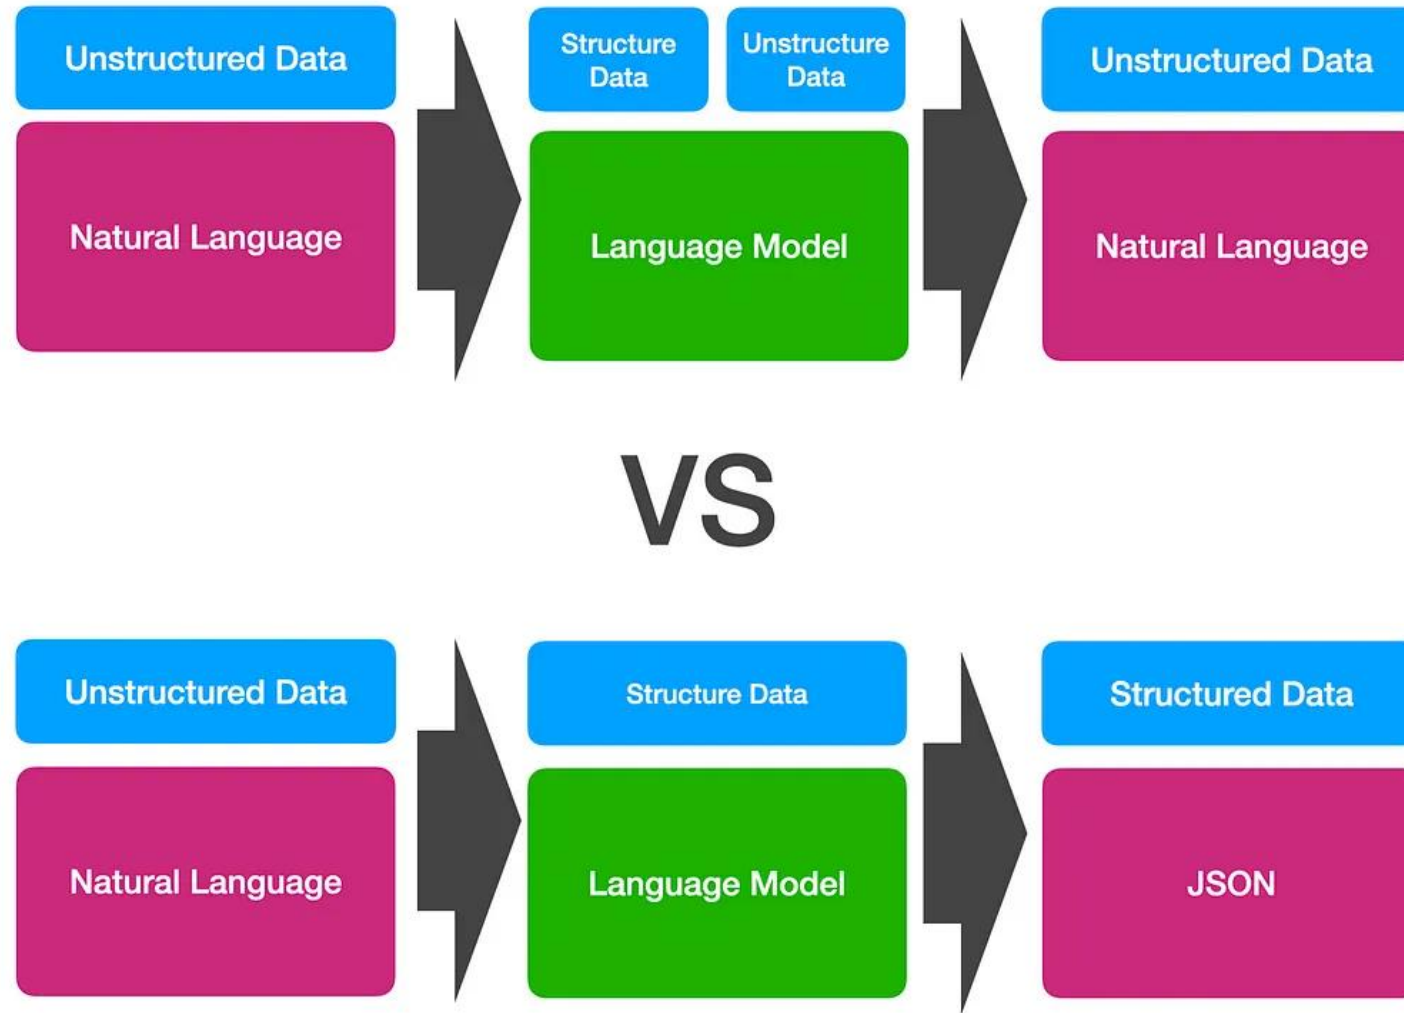 Unstructured Data
Structure
Data
Unstructure
Data
Unstructured Data
Natural Language
Language Model
Natural Language
VS
Unstructured Data
Structure Data
Structured Data
Natural Language
Language Model
JSON